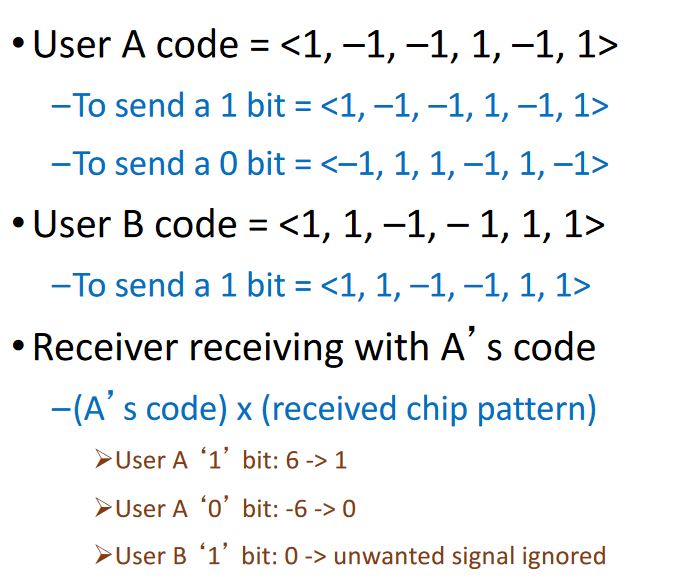 • User A code = <1, –1, –1, 1, –1, 1>
–To send a 1 bit = <1, –1, –1, 1, –1, 1>
–To send a 0 bit = <–1, 1, 1, –1, 1, –1>
• User B code = <1, 1, –1, – 1, 1, 1>
–To send a 1 bit = <1, 1, –1, –1, 1, 1>
• Receiver receiving with A’s code
–(A’s code) x (received chip pattern)
➢User A ‘1’ bit: 6 -> 1
➢User A ‘0’ bit: -6 -> 0
➢User B ‘1’ bit: 0 -> unwanted signal ignored